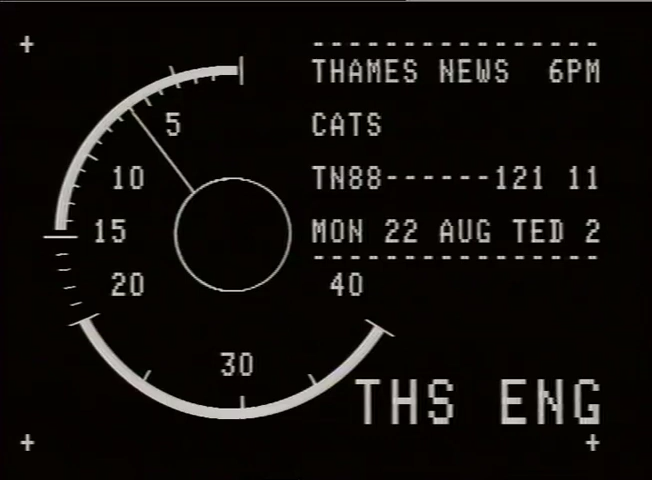 THAMES NEWS 6PM
CATS
TN88------121 11
MON 22 AUG TED 2
5
10
15
20
30
40
THS ENG